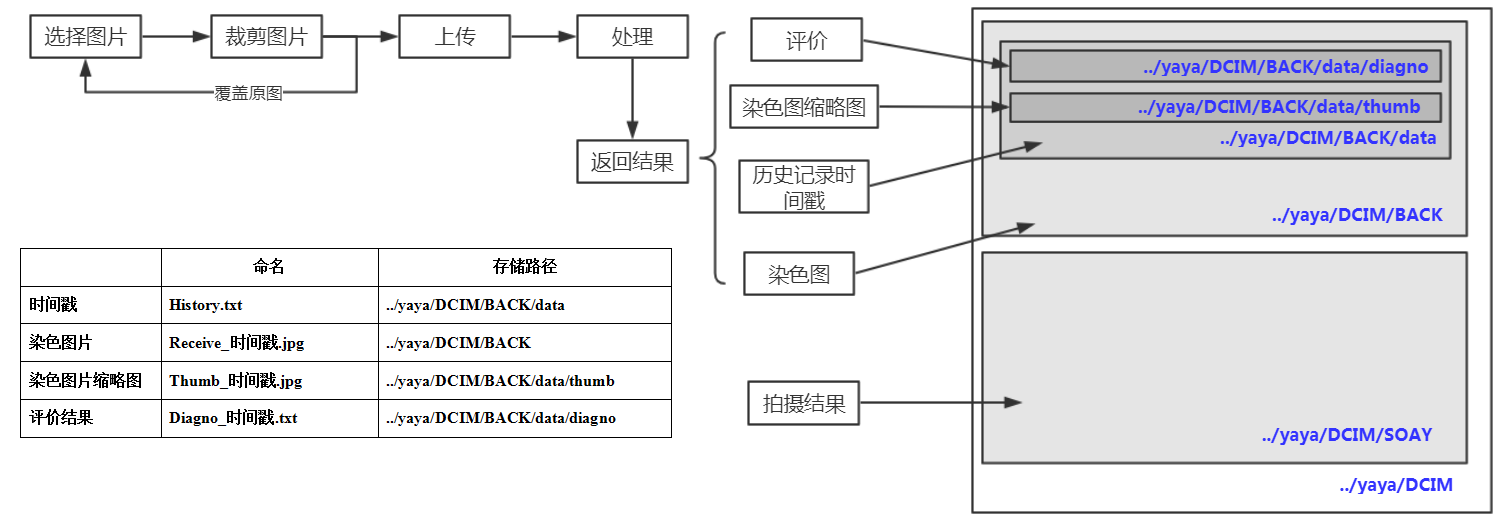 选择图片
裁剪图片
上传
处理
覆盖原图
返回结果
评价
染色图缩略图
历史记录时
间戳
染色图
拍摄结果
../yaya/DCIM/BACK/data/diagno
../yaya/DCIM/BACK/data/thumb
../yaya/DCIM/BACK/data
../yaya/DCIM/BACK
../yaya/DCIM/SOAY
../yaya/DCIM
命名 存储路径
时间戳 History.txt ../yaya/DCIM/BACK/data
染色图片 Receive_时间戳.jpg ../yaya/DCIM/BACK
染色图片缩略图 Thumb_时间戳.jpg ../yaya/DCIM/BACK/data/thumb
评价结果 Diagno_时间戳.txt ../yaya/DCIM/BACK/data/diagno